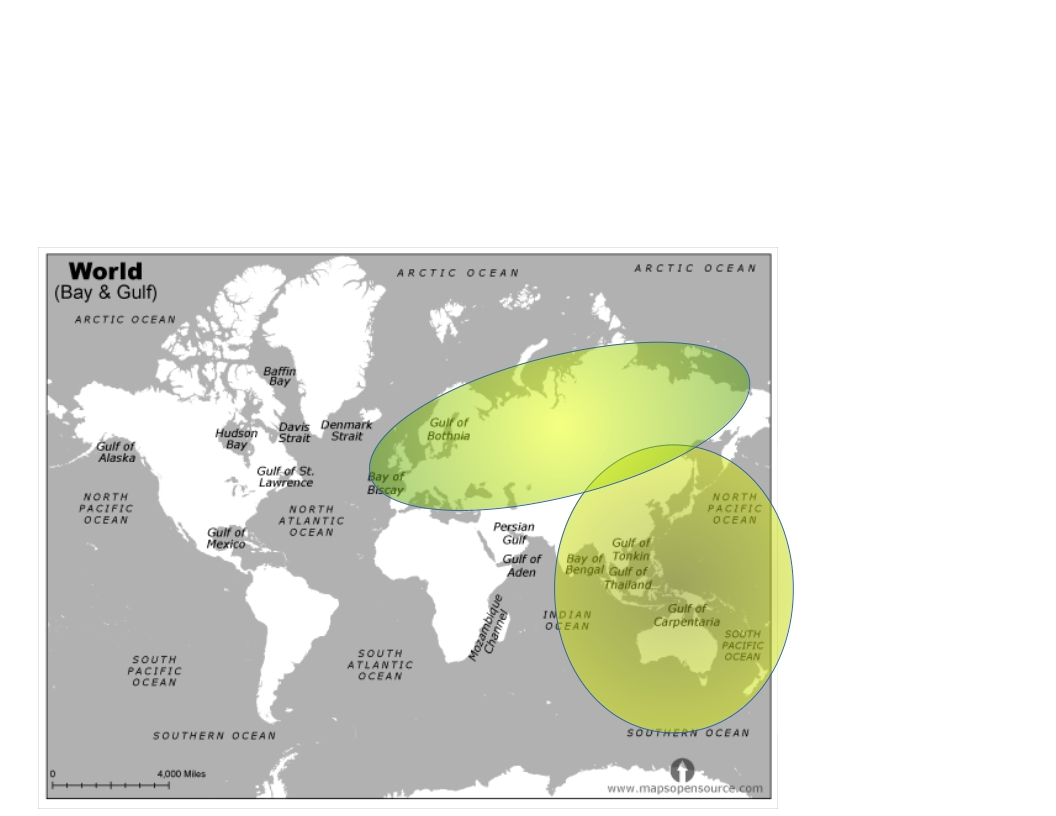 World
(Bay & Gulf)
ARCTIC OCEAN
ARCTIC OCEAN
ARCTIC OCEAN
Baffin
Bay
Hudson
Bay
Davis
Strait
Denmark
Strait
Gulf of
Bothnia
Gulf of
Alaska
Gulf of St.
Lawrence
Bay of
Biscay
NORTH
PACIFIC
OCEAN
NORTH
ATLANTIC
OCEAN
NORTH
PACIFIC
OCEAN
Gulf of
Mexico
Persian
Gulf
Gulf of
Aden
Gulf of
Tonkin
Bay of
Bengal
Gulf of
Thailand
Mozambique
Channel
INDIAN
OCEAN
Gulf of
Carpentaria
SOUTH
PACIFIC
OCEAN
SOUTH
ATLANTIC
OCEAN
SOUTH
PACIFIC
OCEAN
SOUTHERN OCEAN
SOUTHERN OCEAN
0 4,000 Miles
www.mapsopensource.com